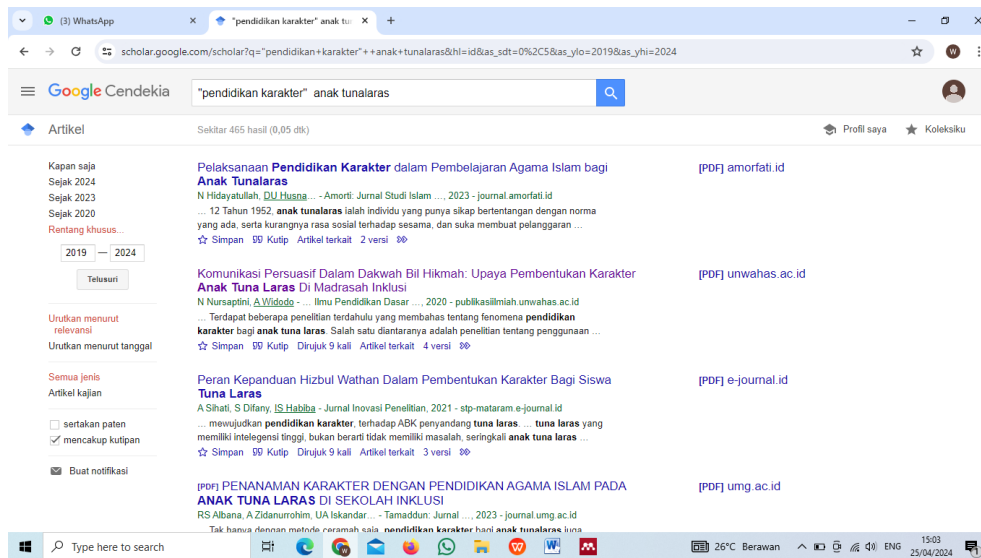 (3) WhatsApp
"pendidikan karakter" anak tu
scholar.google.com/scholar?q="pendidikan+karakter"++anak+tunalaras&hl=id&as_sdt=0%2C5&as_ylo=2019&as_yhi=2024
W
Google Cendekia
"pendidikan karakter" anak tunalaras
Artikel
Sekitar 465 hasil (0,05 dtk)
Profil saya
Koleksiku
Kapan saja
Sejak 2024
Sejak 2023
Sejak 2020
Rentang khusus...
2019 — 2024
Telusuri
Urutkan menurut
relevansi
Urutkan menurut tanggal
Semua jenis
Artikel kajian
sertakan paten
mencakup kutipan
Buat notifikasi
Pelaksanaan Pendidikan Karakter dalam Pembelajaran Agama Islam bagi
Anak Tunalaras
N Hidayatullah, DU Husna... - Amorti: Jurnal Studi Islam ..., 2023 - journal.amorfati.id
... 12 Tahun 1952, anak tunalaras ialah individu yang punya sikap bertentangan dengan norma
yang ada, serta kurangnya rasa sosial terhadap sesama, dan suka membuat pelanggaran ...
Simpan Kutip Artikel terkait 2 versi
[PDF] amorfati.id
Komunikasi Persuasif Dalam Dakwah Bil Hikmah: Upaya Pembentukan Karakter
Anak Tuna Laras Di Madrasah Inklusi
N Nursaptini, A Widodo - ... Ilmu Pendidikan Dasar ..., 2020 - publikasiilmiah.unwahas.ac.id
... Terdapat beberapa penelitian terdahulu yang membahas tentang fenomena pendidikan
karakter bagi anak tuna laras. Salah satu diantaranya adalah penelitian tentang penggunaan ...
Simpan Kutip Dirujuk 9 kali Artikel terkait 4 versi
[PDF] unwahas.ac.id
Peran Kepanduan Hizbul Wathan Dalam Pembentukan Karakter Bagi Siswa
Tuna Laras
A Sihati, S Difany, IS Habiba - Jurnal Inovasi Penelitian, 2021 - stp-mataram.e-journal.id
... mewujudkan pendidikan karakter, terhadap ABK penyandang tuna laras. ... tuna laras yang
memiliki intelegensi tinggi, bukan berarti tidak memiliki masalah, seringkali anak tuna laras ...
Simpan Kutip Dirujuk 9 kali Artikel terkait 3 versi
[PDF] e-journal.id
[PDF] PENANAMAN KARAKTER DENGAN PENDIDIKAN AGAMA ISLAM PADA
ANAK TUNA LARAS DI SEKOLAH INKLUSI
RS Albana, A Zidanurrohim, UA Iskandar... - Tamaddun: Jurnal ..., 2023 - journal.umg.ac.id
Tak hanya dengan metode ceramah saja, pendidikan karakter bagi anak tunalaras juga
[PDF] umg.ac.id
Type here to search
26°C Berawan
ENG
15:03
25/04/2024